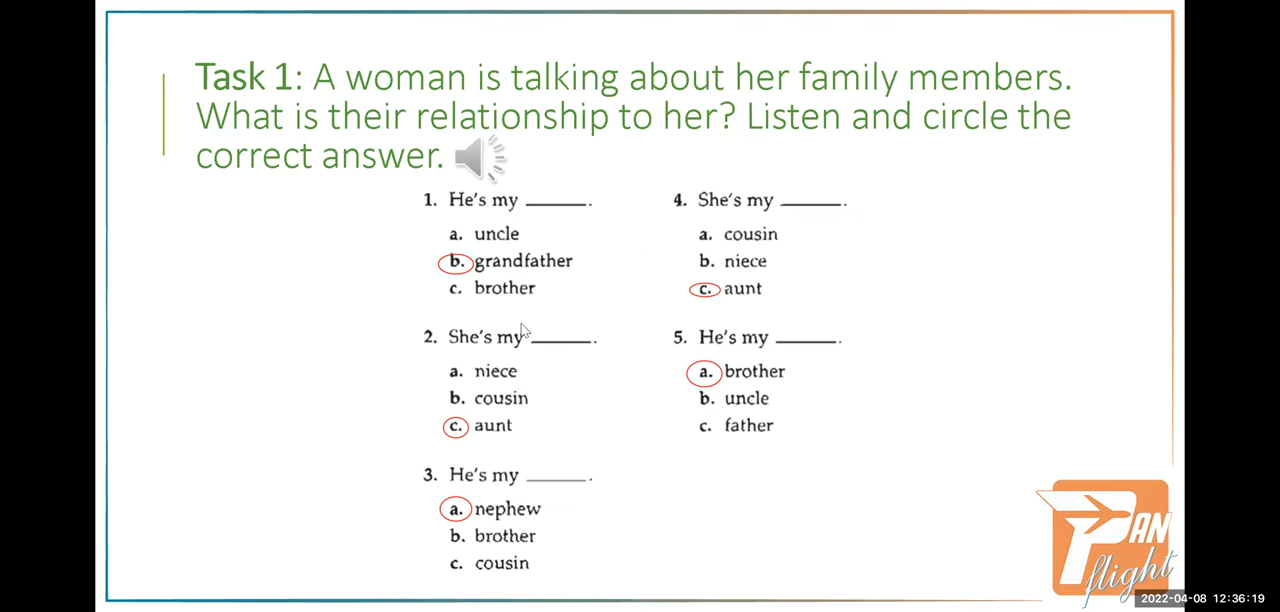 Task 1: A woman is talking about her family members.
What is their relationship to her? Listen and circle the
correct answer.
1. He's my ______.
a. uncle
b. grandfather
c. brother
2. She's my ______.
a. niece
b. cousin
c. aunt
3. He's my ______.
a. nephew
b. brother
c. cousin
4. She's my ______.
a. cousin
b. niece
c. aunt
5. He's my ______.
a. brother
b. uncle
c. father
PAN
flight
2022-04-08 12:36:19